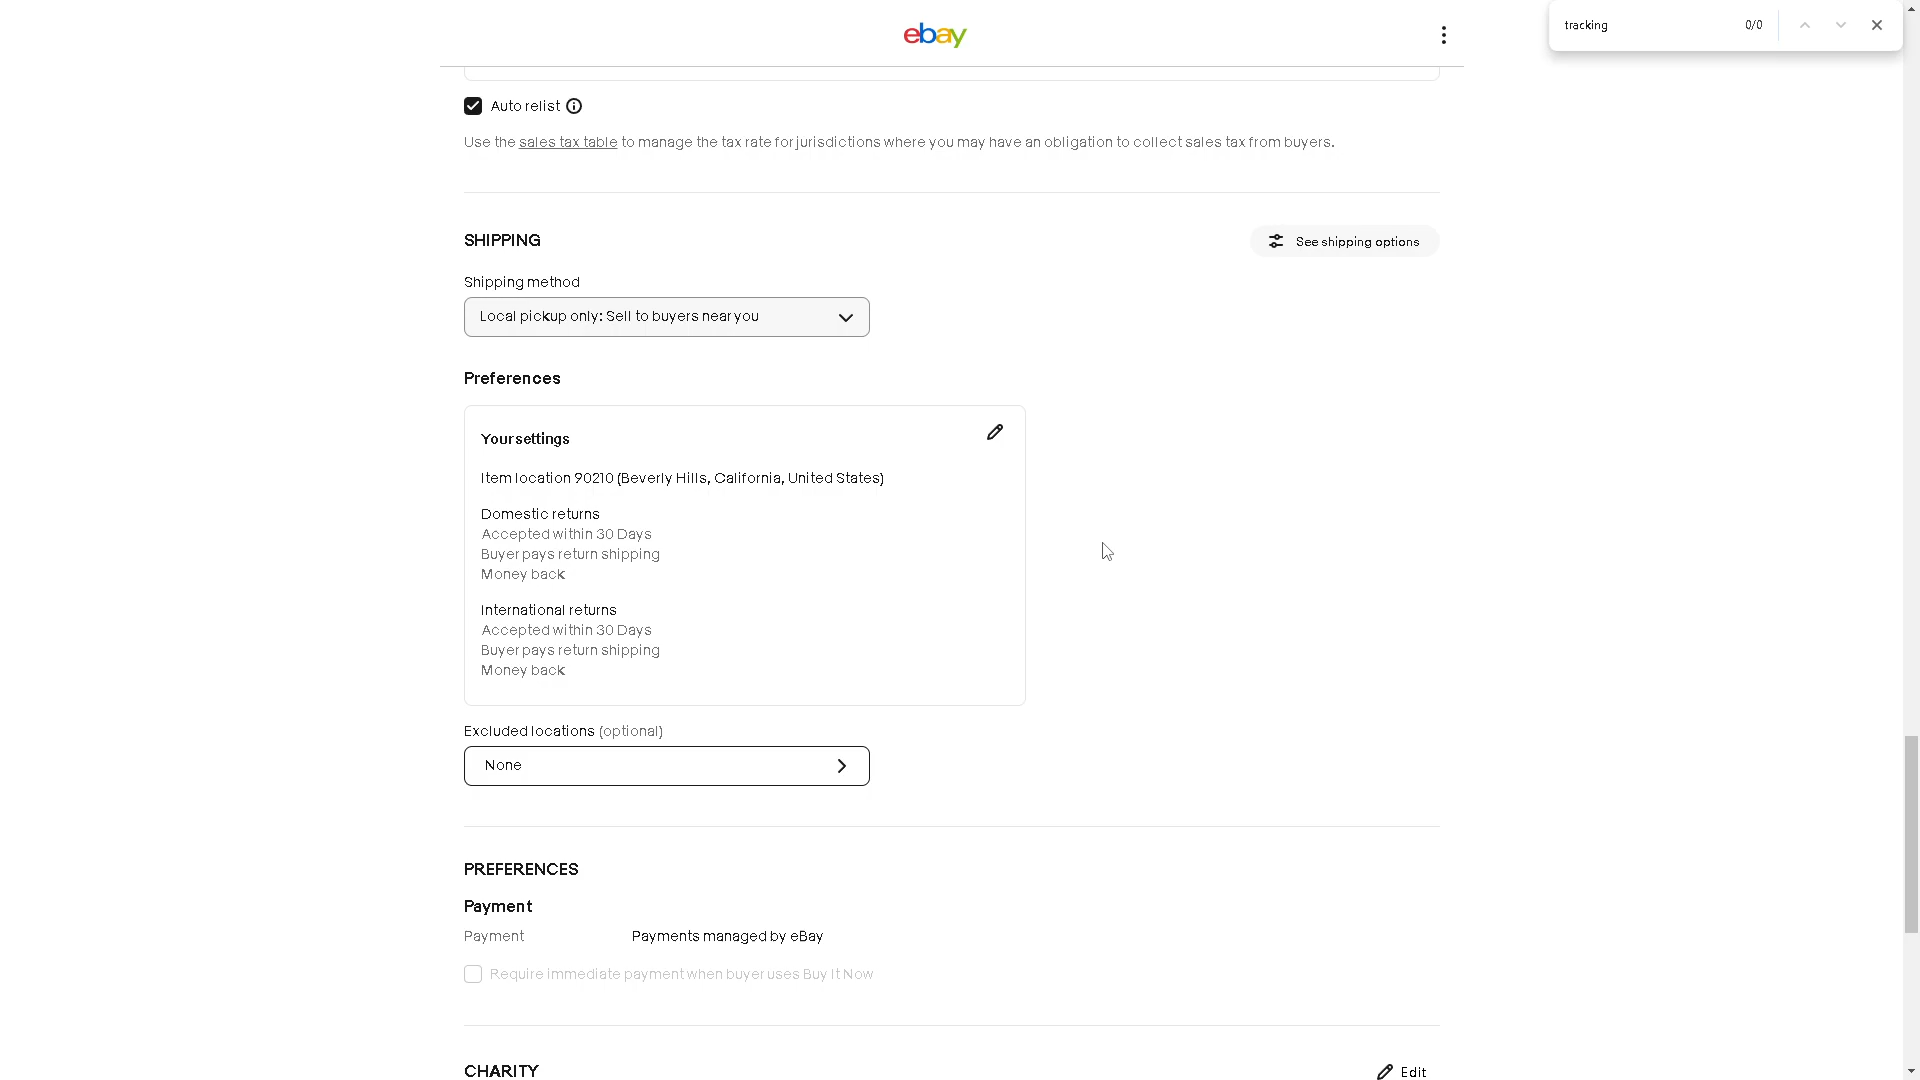 ebay
tracking 0/0
Auto relist
Use the sales tax table to manage the tax rate for jurisdictions where you may have an obligation to collect sales tax from buyers.
SHIPPING
See shipping options
Shipping method
Local pickup only: Sell to buyers near you
Preferences
Your settings
Item location 90210 (Beverly Hills, California, United States)
Domestic returns
Accepted within 30 Days
Buyer pays return shipping
Money back
International returns
Accepted within 30 Days
Buyer pays return shipping
Money back
Excluded locations (optional)
None
PREFERENCES
Payment
Payment Payments managed by eBay
Require immediate payment when buyer uses Buy It Now
CHARITY
Edit